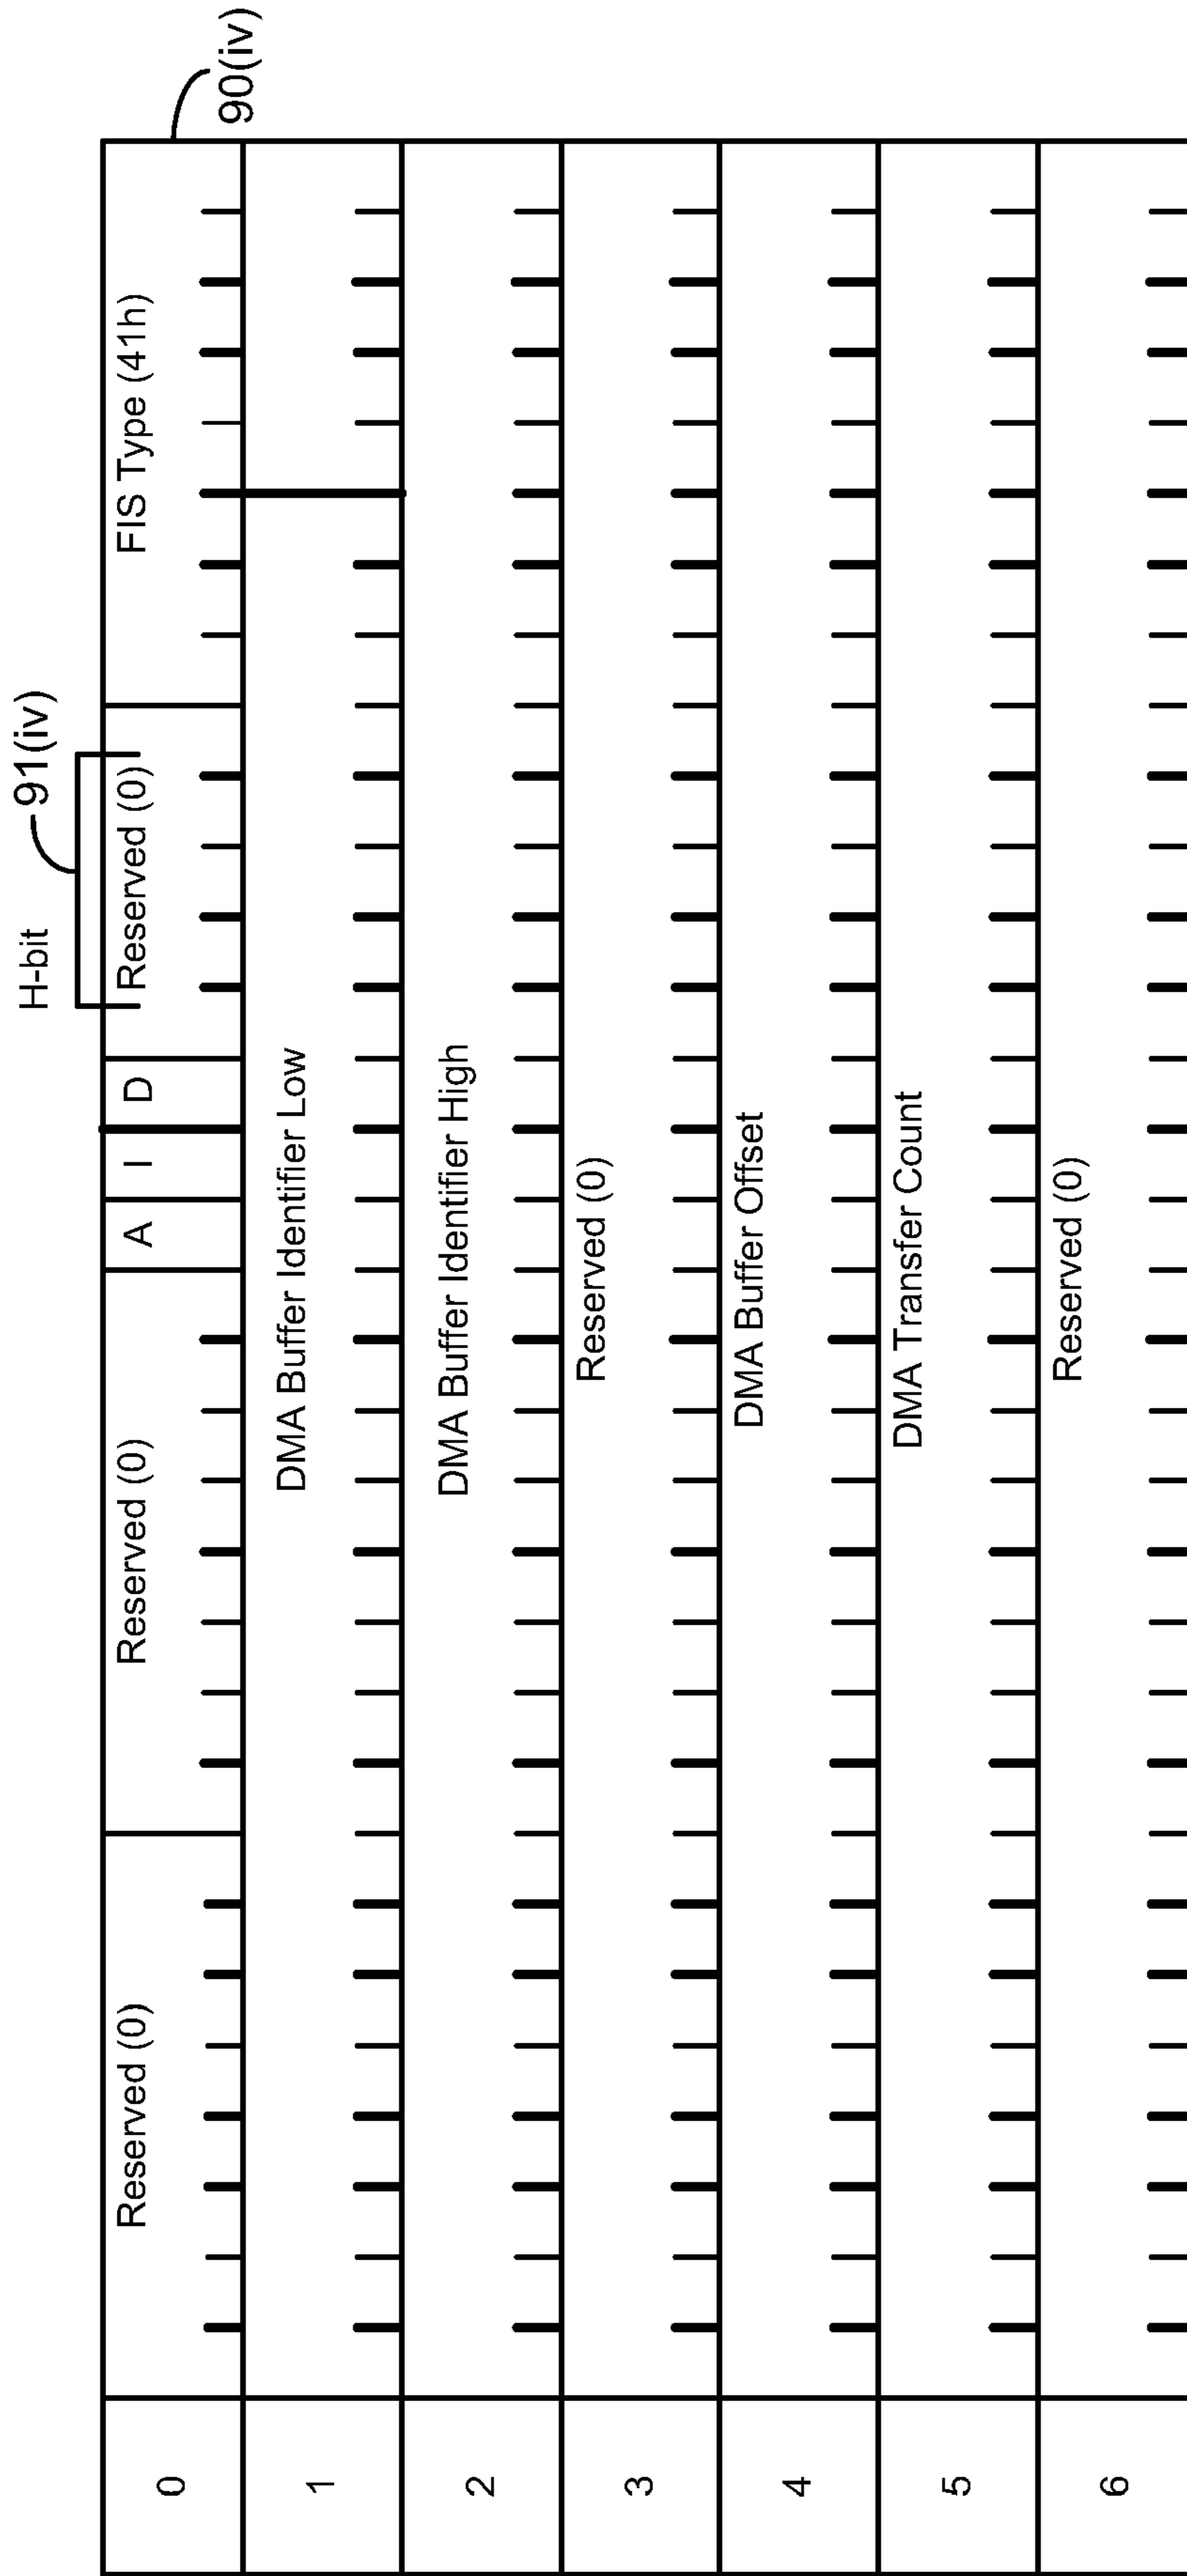 H-bit
91(iv)
90(iv)
0 Reserved (0) Reserved (0) A I D Reserved (0) FIS Type (41h)
1 DMA Buffer Identifier Low
2 DMA Buffer Identifier High
3 Reserved (0)
4 DMA Buffer Offset
5 DMA Transfer Count
6 Reserved (0)